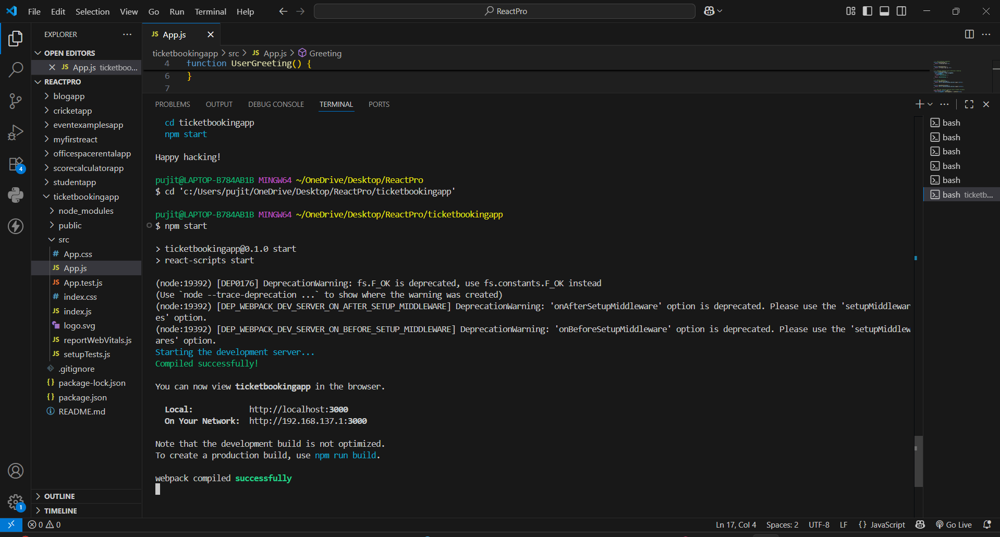 File Edit Selection View Go Run Terminal Help
ReactPro
EXPLORER
OPEN EDITORS
JS App.js ticketboo...
REACTPRO
blogapp
cricketapp
eventexamplesapp
myfirstreact
officespacerentalapp
scorecalculatorapp
studentapp
ticketbookingapp
node_modules
public
src
# App.css
JS App.js
JS App.test.js
# index.css
JS index.js
logo.svg
JS reportWebVitals.js
JS setupTests.js
.gitignore
{} package-lock.json
{} package.json
README.md
OUTLINE
TIMELINE
4
1
JS App.js
ticketbookingapp > src > JS App.js > Greeting
4 function UserGreeting() {
6 }
7
PROBLEMS OUTPUT DEBUG CONSOLE TERMINAL PORTS
cd ticketbookingapp
npm start
Happy hacking!
pujit@LAPTOP-B784AB1B MINGW64 ~/OneDrive/Desktop/ReactPro
$ cd 'c:/Users/pujit/OneDrive/Desktop/ReactPro/ticketbookingapp'
pujit@LAPTOP-B784AB1B MINGW64 ~/OneDrive/Desktop/ReactPro/ticketbookingapp
$ npm start
> ticketbookingapp@0.1.0 start
> react-scripts start
(node:19392) [DEP0176] DeprecationWarning: fs.F_OK is deprecated, use fs.constants.F_OK instead
(Use `node --trace-deprecation ...` to show where the warning was created)
(node:19392) [DEP_WEBPACK_DEV_SERVER_ON_AFTER_SETUP_MIDDLEWARE] DeprecationWarning: 'onAfterSetupMiddleware' option is deprecated. Please use the 'setupMiddlewar
es' option.
(node:19392) [DEP_WEBPACK_DEV_SERVER_ON_BEFORE_SETUP_MIDDLEWARE] DeprecationWarning: 'onBeforeSetupMiddleware' option is deprecated. Please use the 'setupMiddlew
ares' option.
Starting the development server...
Compiled successfully!
You can now view ticketbookingapp in the browser.
Local: http://localhost:3000
On Your Network: http://192.168.137.1:3000
Note that the development build is not optimized.
To create a production build, use npm run build.
webpack compiled successfully
bash
bash
bash
bash
bash
bash ticketb...
0 0
Ln 17, Col 4 Spaces: 2 UTF-8 LF {} JavaScript Go Live